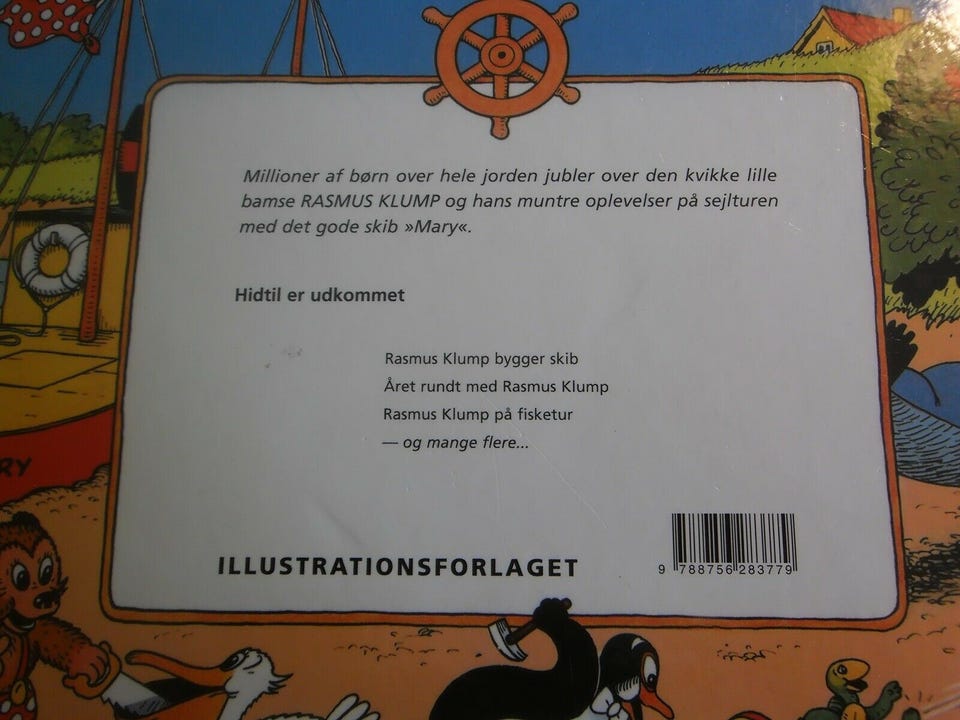 Millioner af børn over hele jorden jubler over den kvikke lille
bamse RASMUS KLUMP og hans muntre oplevelser på sejlturen
med det gode skib »Mary«.
Hidtil er udkommet
Rasmus Klump bygger skib
Året rundt med Rasmus Klump
Rasmus Klump på fisketur
— og mange flere...
RY
ILLUSTRATIONSFORLAGET
9 788756 283779